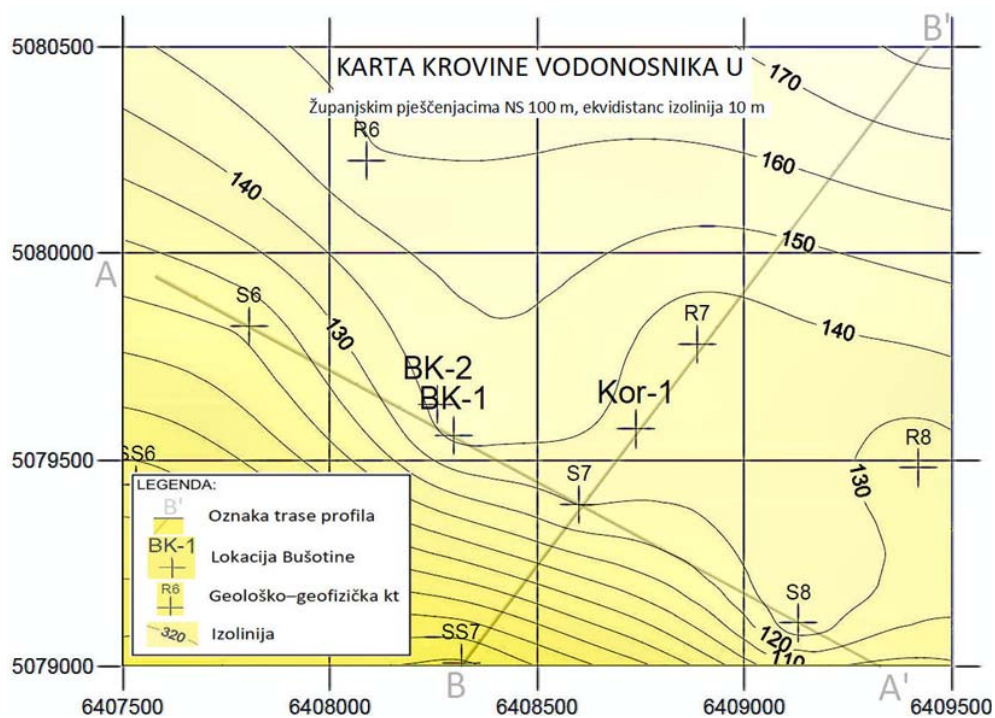 KARTA KROVINE VODONOSNIKA U
Županjskim pješčenjacima NS 100 m, ekvidistanc izolinija 10 m
B'
5080500
170
R6
160
140
150
5080000
A
S6
R7
130
140
BK-2
BK-1
Kor-1
R8
5079500
SS6
S7
130
LEGENDA:
B'
Oznaka trase profila
BK-1
Lokacija Bušotine
R6
Geološko–geofizička kt
320
Izolinija
S8
120
SS7
110
5079000
B
A'
6407500
6408000
6408500
6409000
6409500